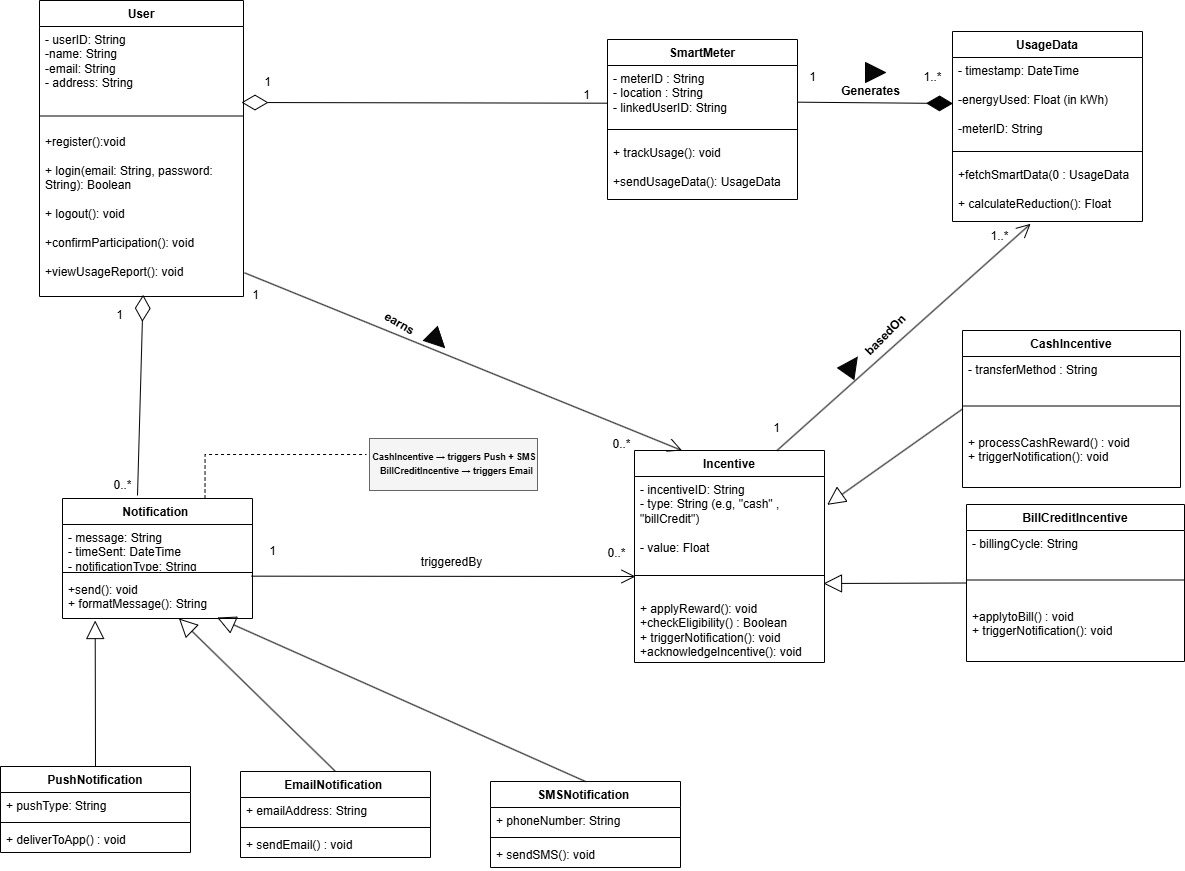 User
- userID: String
-name: String
-email: String
- address: String
+register():void
+ login(email: String, password:
String): Boolean
+ logout(): void
+confirmParticipation(): void
+viewUsageReport(): void
1
1
SmartMeter
- meterID : String
- location : String
- linkedUserID: String
+ trackUsage(): void
+sendUsageData(): UsageData
1
Generates
1..*
UsageData
- timestamp: DateTime
-energyUsed: Float (in kWh)
-meterID: String
+fetchSmartData(0 : UsageData
+ calculateReduction(): Float
1..*
basedOn
1
1
earns
0..*
1
0..*
CashIncentive → triggers Push + SMS
BillCreditIncentive → triggers Email
Notification
- message: String
- timeSent: DateTime
- notificationType: String
+send(): void
+ formatMessage(): String
1
triggeredBy
0..*
Incentive
- incentiveID: String
- type: String (e.g, "cash" ,
"billCredit")
- value: Float
+ applyReward(): void
+checkEligibility() : Boolean
+ triggerNotification(): void
+acknowledgeIncentive(): void
CashIncentive
- transferMethod : String
+ processCashReward() : void
+ triggerNotification(): void
BillCreditIncentive
- billingCycle: String
+applytoBill() : void
+ triggerNotification(): void
PushNotification
+ pushType: String
+ deliverToApp() : void
EmailNotification
+ emailAddress: String
+ sendEmail() : void
SMSNotification
+ phoneNumber: String
+ sendSMS(): void